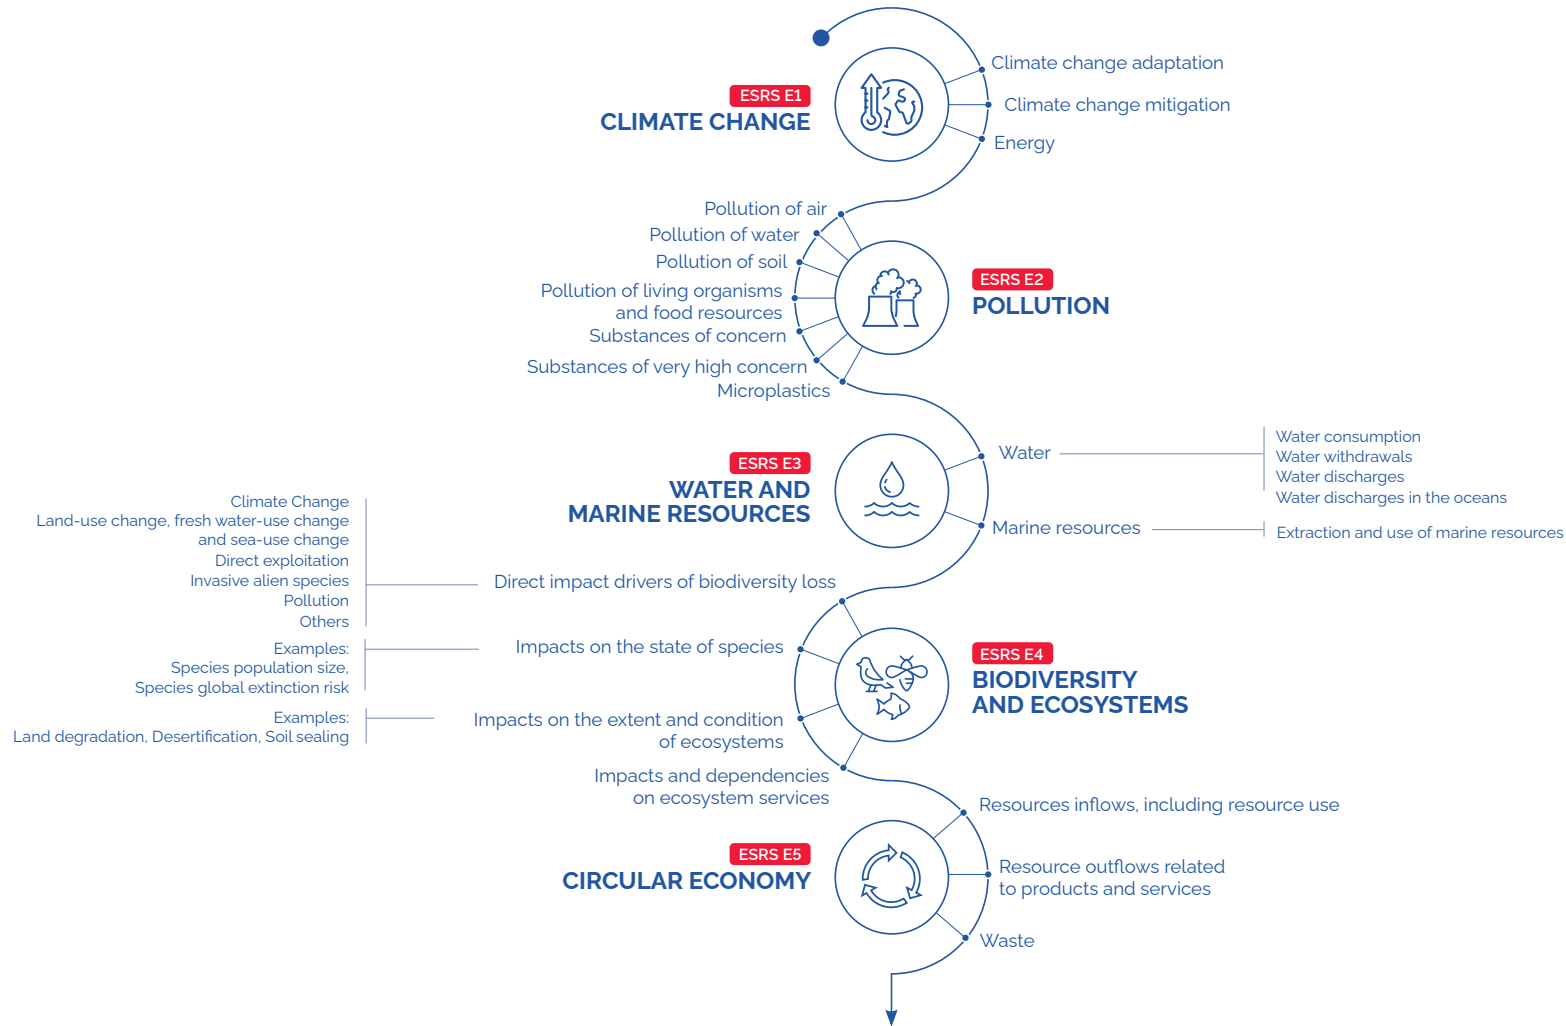 ESRS E1
CLIMATE CHANGE
Climate change adaptation
Climate change mitigation
Energy
Pollution of air
Pollution of water
Pollution of soil
Pollution of living organisms
and food resources
Substances of concern
Substances of very high concern
Microplastics
ESRS E2
POLLUTION
ESRS E3
WATER AND
MARINE RESOURCES
Water
Water consumption
Water withdrawals
Water discharges
Water discharges in the oceans
Marine resources
Extraction and use of marine resources
Climate Change
Land-use change, fresh water-use change
and sea-use change
Direct exploitation
Invasive alien species
Pollution
Others
Direct impact drivers of biodiversity loss
Examples:
Species population size,
Species global extinction risk
Impacts on the state of species
Examples:
Land degradation, Desertification, Soil sealing
Impacts on the extent and condition
of ecosystems
Impacts and dependencies
on ecosystem services
ESRS E4
BIODIVERSITY
AND ECOSYSTEMS
ESRS E5
CIRCULAR ECONOMY
Resources inflows, including resource use
Resource outflows related
to products and services
Waste